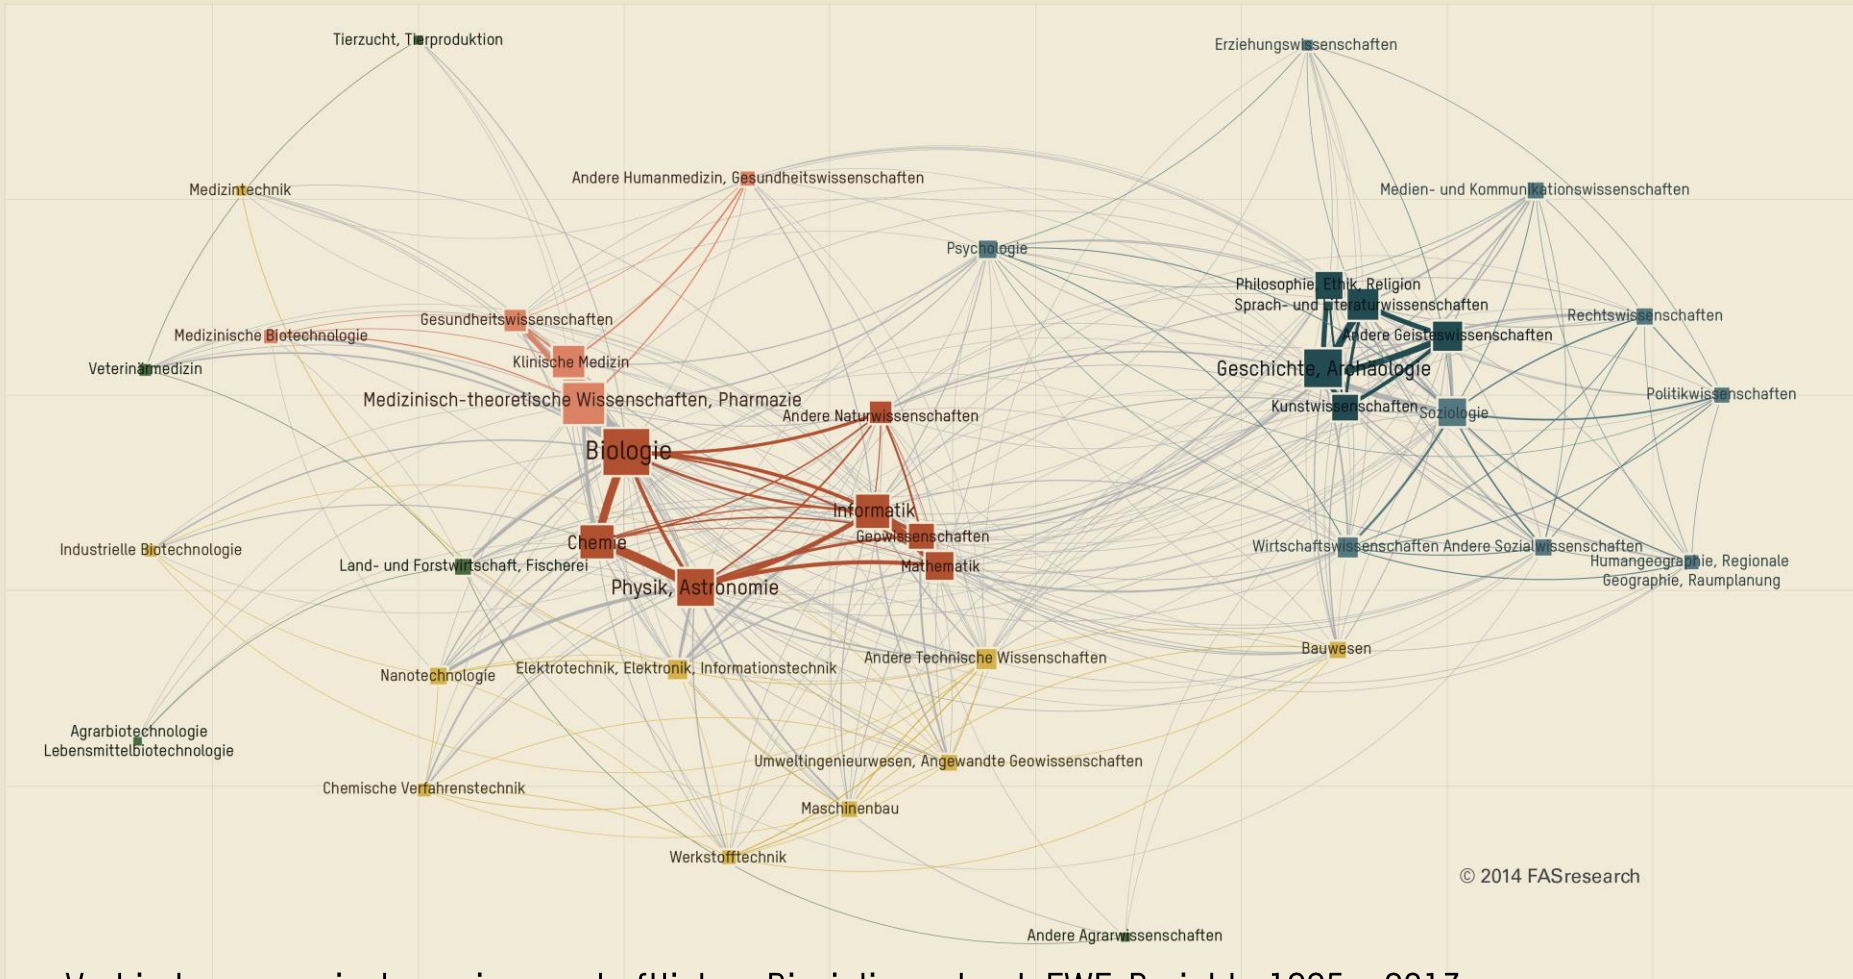 Tierzucht, Tierproduktion
Erziehungswissenschaften
Medizintechnik
Andere Humanmedizin, Gesundheitswissenschaften
Medien- und Kommunikationswissenschaften
Psychologie
Philosophie, Ethik, Religion
Sprach- und Literaturwissenschaften
Rechtswissenschaften
Gesundheitswissenschaften
Medizinische Biotechnologie
Andere Geisteswissenschaften
Klinische Medizin
Veterinärmedizin
Geschichte, Archäologie
Politikwissenschaften
Medizinisch-theoretische Wissenschaften, Pharmazie
Kunstwissenschaften
Soziologie
Andere Naturwissenschaften
Biologie
Informatik
Geowissenschaften
Chemie
Industrielle Biotechnologie
Wirtschaftswissenschaften
Andere Sozialwissenschaften
Land- und Forstwirtschaft, Fischerei
Mathematik
Humangeographie, Regionale
Geographie, Raumplanung
Physik, Astronomie
Bauwesen
Andere Technische Wissenschaften
Elektrotechnik, Elektronik, Informationstechnik
Nanotechnologie
Agrarbiotechnologie
Lebensmittelbiotechnologie
Umweltingenieurwesen, Angewandte Geowissenschaften
Chemische Verfahrenstechnik
Maschinenbau
Werkstofftechnik
© 2014 FASresearch
Andere Agrarwissenschaften